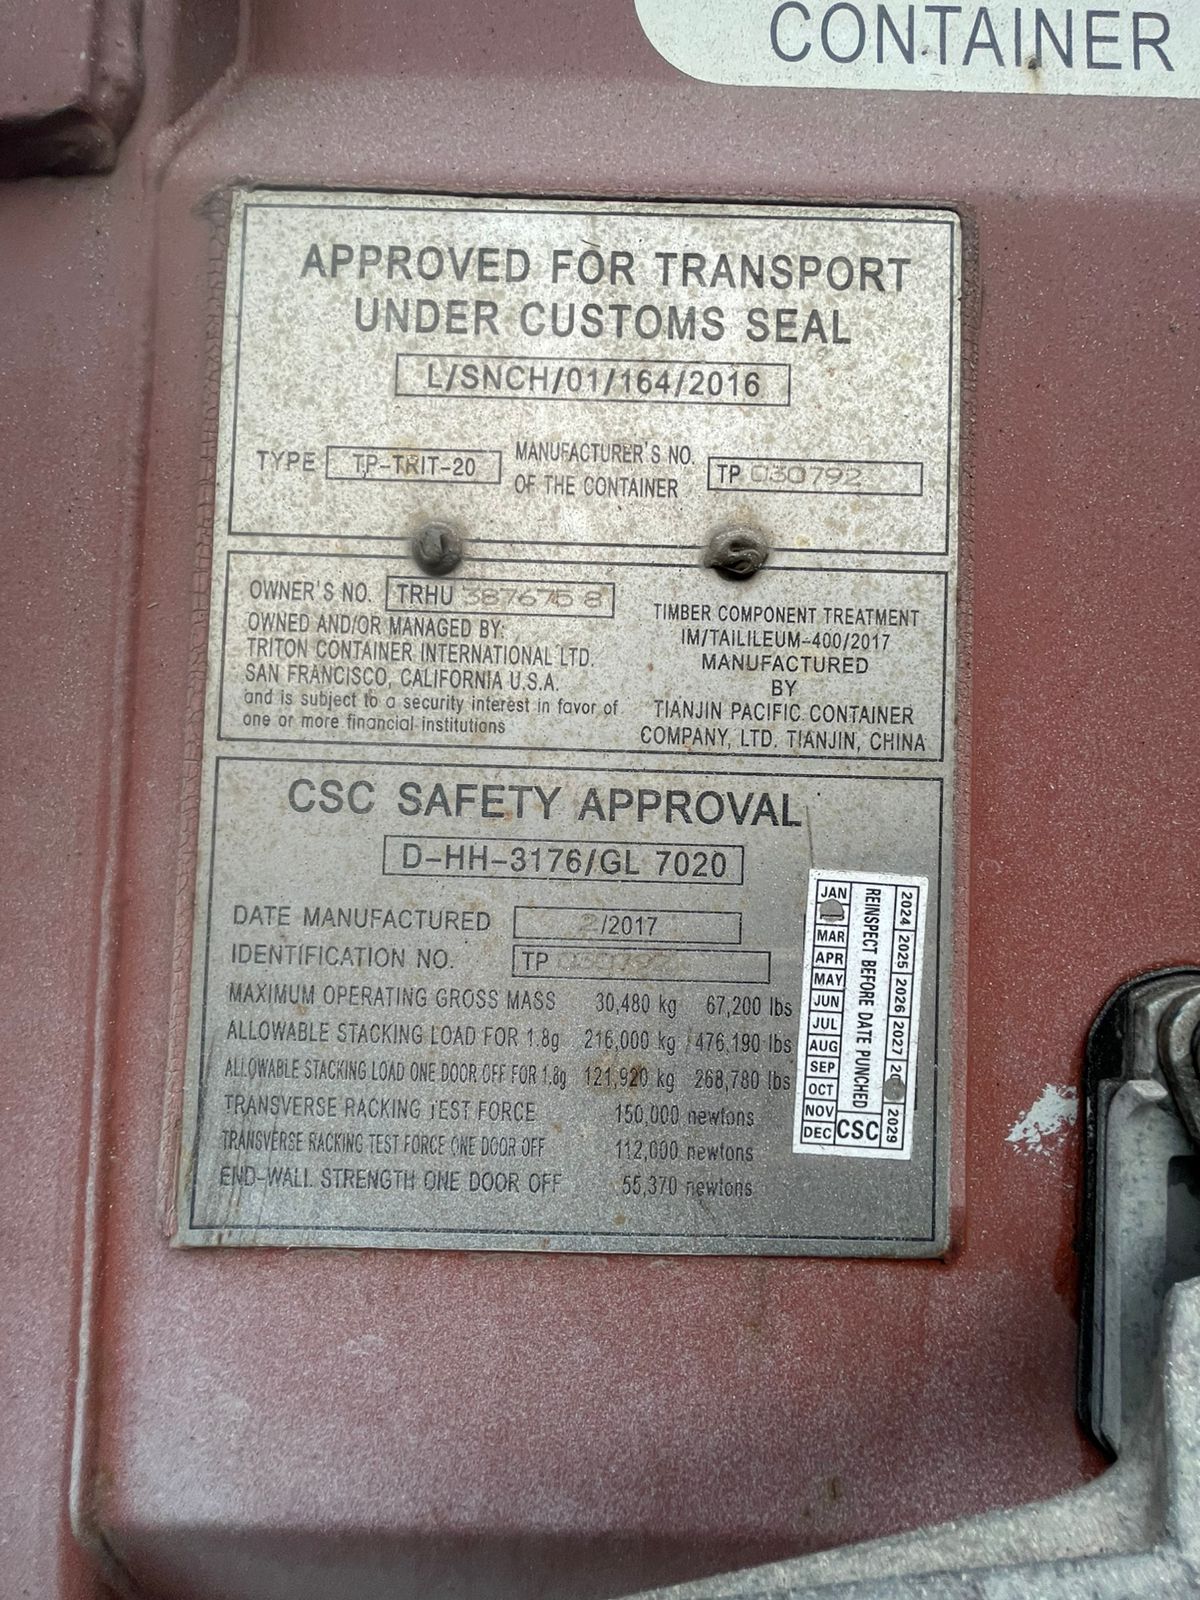 CONTAINER
APPROVED FOR TRANSPORT
UNDER CUSTOMS SEAL
L/SNCH/01/164/2016
TYPE TP-TRIT-20
MANUFACTURER'S NO.
OF THE CONTAINER
TP 030792
OWNER'S NO. TRHU 387675 8
OWNED AND/OR MANAGED BY:
TRITON CONTAINER INTERNATIONAL LTD.
SAN FRANCISCO, CALIFORNIA U.S.A.
and is subject to a security interest in favor of
one or more financial institutions
TIMBER COMPONENT TREATMENT
IM/TAILILEUM-400/2017
MANUFACTURED
BY
TIANJIN PACIFIC CONTAINER
COMPANY, LTD. TIANJIN, CHINA
CSC SAFETY APPROVAL
D-HH-3176/GL 7020
DATE MANUFACTURED 2/2017
IDENTIFICATION NO. TP
MAXIMUM OPERATING GROSS MASS 30,480 kg 67,200 lbs
ALLOWABLE STACKING LOAD FOR 1.8g 216,000 kg / 476,190 lbs
ALLOWABLE STACKING LOAD ONE DOOR OFF FOR 1.8g 121,920 kg 268,780 lbs
TRANSVERSE RACKING TEST FORCE 150,000 newtons
TRANSVERSE RACKING TEST FORCE ONE DOOR OFF 112,000 newtons
END-WALL STRENGTH ONE DOOR OFF 55,370 newtons
JAN
MAR
APR
MAY
JUN
JUL
AUG
SEP
OCT
NOV
DEC
REINSPECT BEFORE DATE PUNCHED
CSC
2024 2025 2026 2027 2029